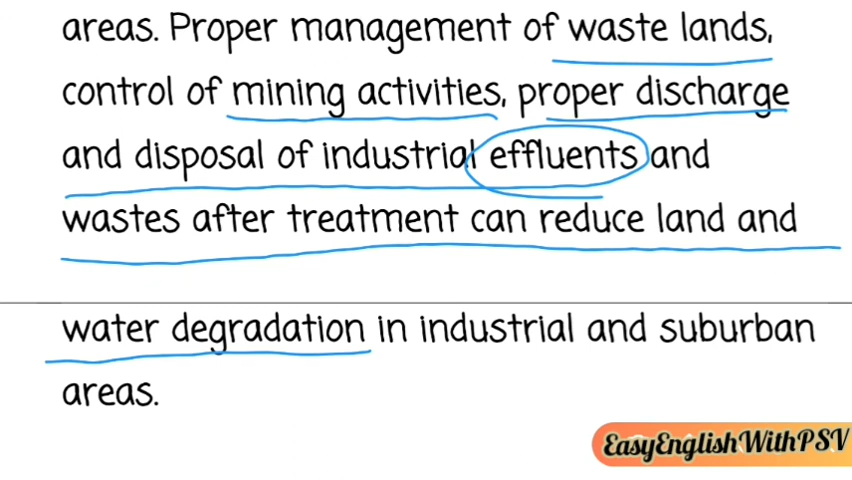 areas. Proper management of waste lands,
control of mining activities, proper discharge
and disposal of industrial effluents and
wastes after treatment can reduce land and
water degradation in industrial and suburban
areas.
EasyEnglishWithPSV